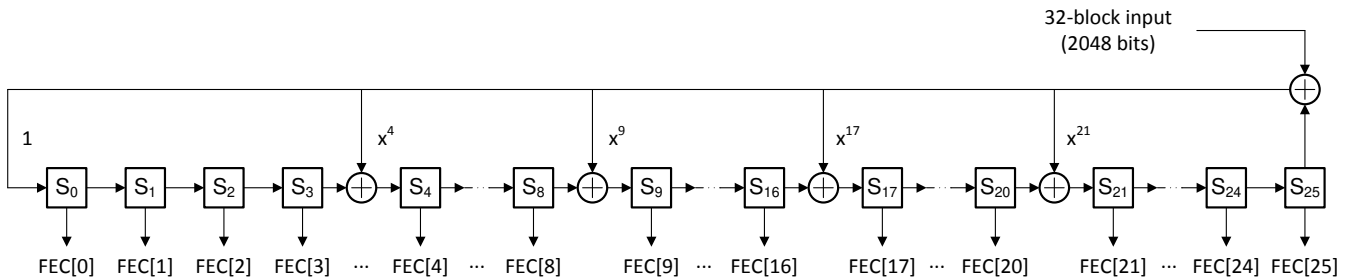 32-block input
(2048 bits)
1 x⁴ x⁹ x¹⁷ x²¹
S₀ S₁ S₂ S₃ S₄ S₈ S₉ S₁₆ S₁₇ S₂₀ S₂₁ S₂₄ S₂₅
FEC[0] FEC[1] FEC[2] FEC[3] ... FEC[4] ... FEC[8] FEC[9] ... FEC[16] FEC[17] ... FEC[20] FEC[21] ... FEC[24] FEC[25]